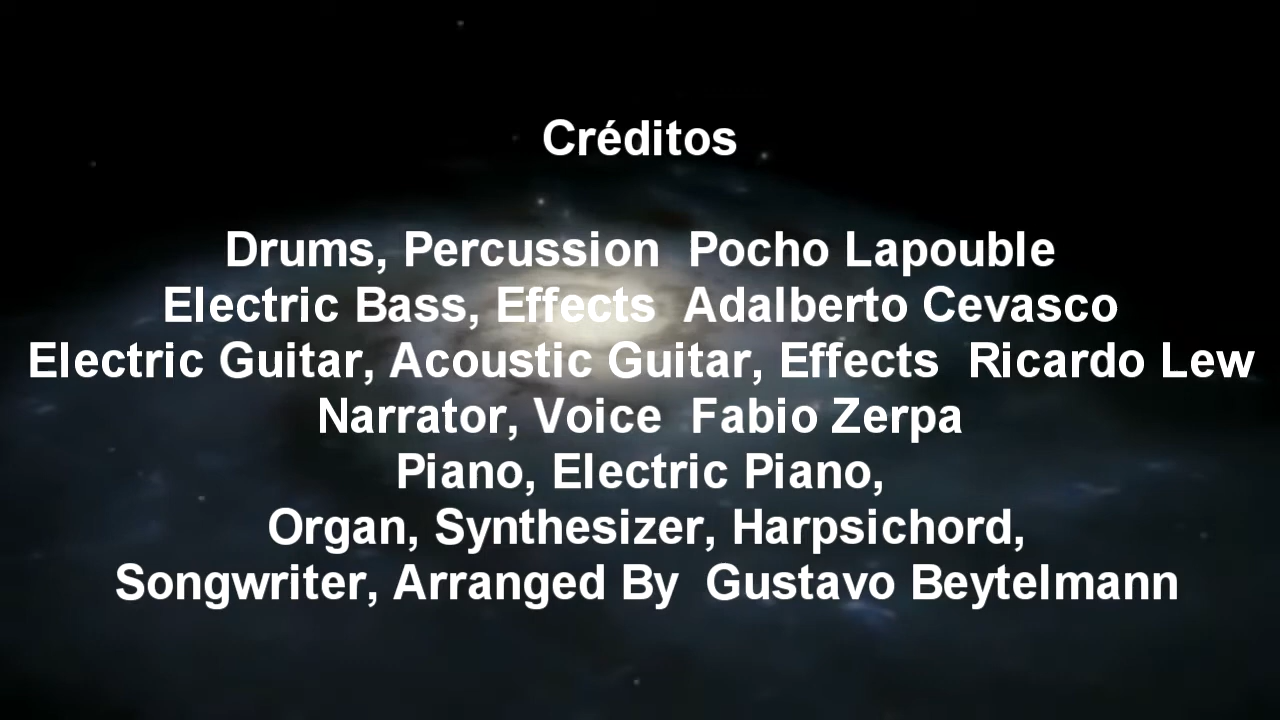 Créditos
Drums, Percussion  Pocho Lapouble
Electric Bass, Effects  Adalberto Cevasco
Electric Guitar, Acoustic Guitar, Effects  Ricardo Lew
Narrator, Voice  Fabio Zerpa
Piano, Electric Piano,
Organ, Synthesizer, Harpsichord,
Songwriter, Arranged By  Gustavo Beytelmann